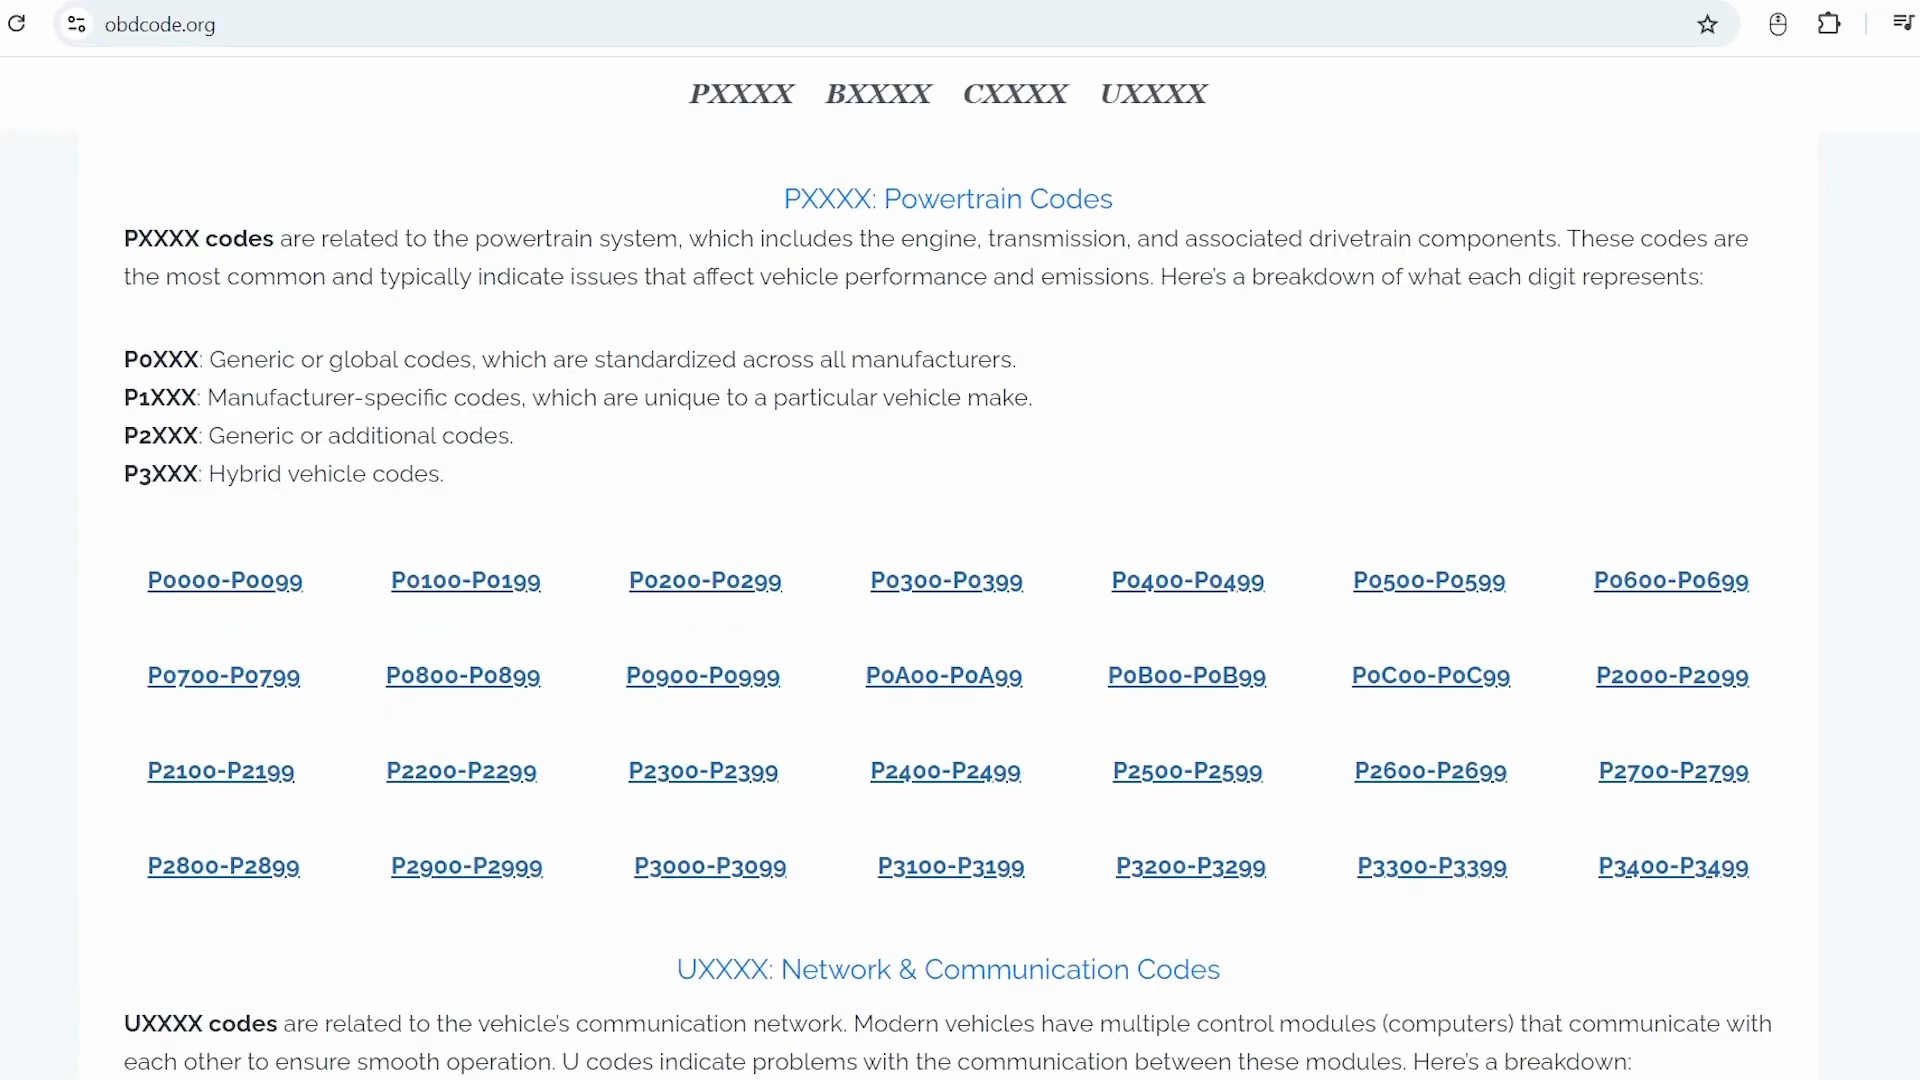 obdcode.org
PXXXX BXXXX CXXXX UXXXX
PXXXX: Powertrain Codes
PXXXX codes are related to the powertrain system, which includes the engine, transmission, and associated drivetrain components. These codes are
the most common and typically indicate issues that affect vehicle performance and emissions. Here's a breakdown of what each digit represents:
P0XXX: Generic or global codes, which are standardized across all manufacturers.
P1XXX: Manufacturer-specific codes, which are unique to a particular vehicle make.
P2XXX: Generic or additional codes.
P3XXX: Hybrid vehicle codes.
P0000-P0099 P0100-P0199 P0200-P0299 P0300-P0399 P0400-P0499 P0500-P0599 P0600-P0699
P0700-P0799 P0800-P0899 P0900-P0999 P0A00-P0A99 P0B00-P0B99 P0C00-P0C99 P2000-P2099
P2100-P2199 P2200-P2299 P2300-P2399 P2400-P2499 P2500-P2599 P2600-P2699 P2700-P2799
P2800-P2899 P2900-P2999 P3000-P3099 P3100-P3199 P3200-P3299 P3300-P3399 P3400-P3499
UXXXX: Network & Communication Codes
UXXXX codes are related to the vehicle's communication network. Modern vehicles have multiple control modules (computers) that communicate with
each other to ensure smooth operation. U codes indicate problems with the communication between these modules. Here's a breakdown: